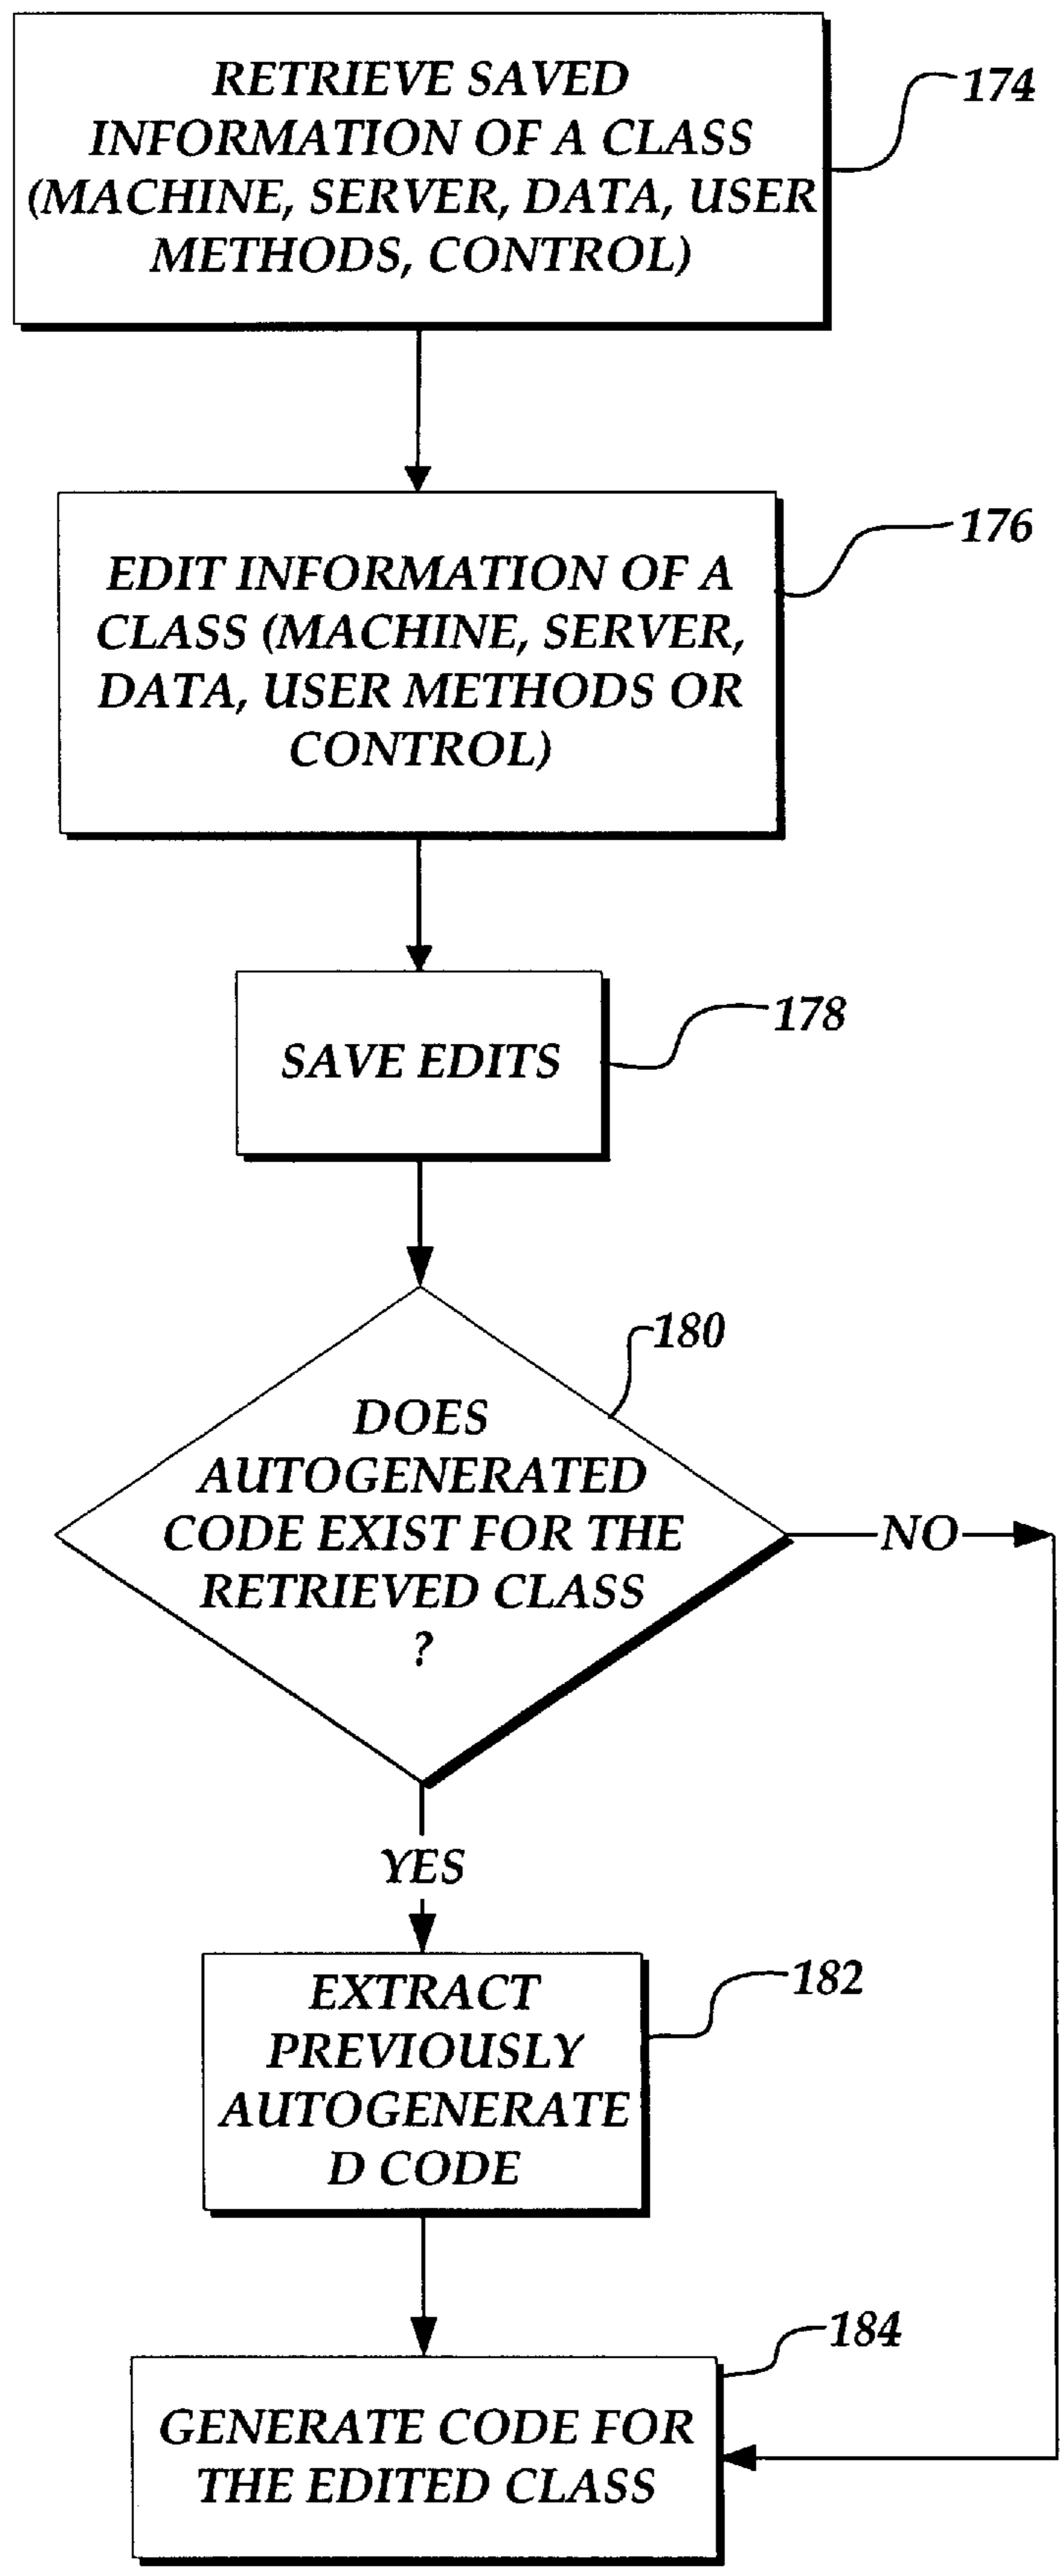 RETRIEVE SAVED
INFORMATION OF A CLASS
(MACHINE, SERVER, DATA, USER
METHODS, CONTROL)
174
EDIT INFORMATION OF A
CLASS (MACHINE, SERVER,
DATA, USER METHODS OR
CONTROL)
176
SAVE EDITS
178
180
DOES
AUTOGENERATED
CODE EXIST FOR THE
RETRIEVED CLASS
?
NO
YES
EXTRACT
PREVIOUSLY
AUTOGENERATE
D CODE
182
184
GENERATE CODE FOR
THE EDITED CLASS